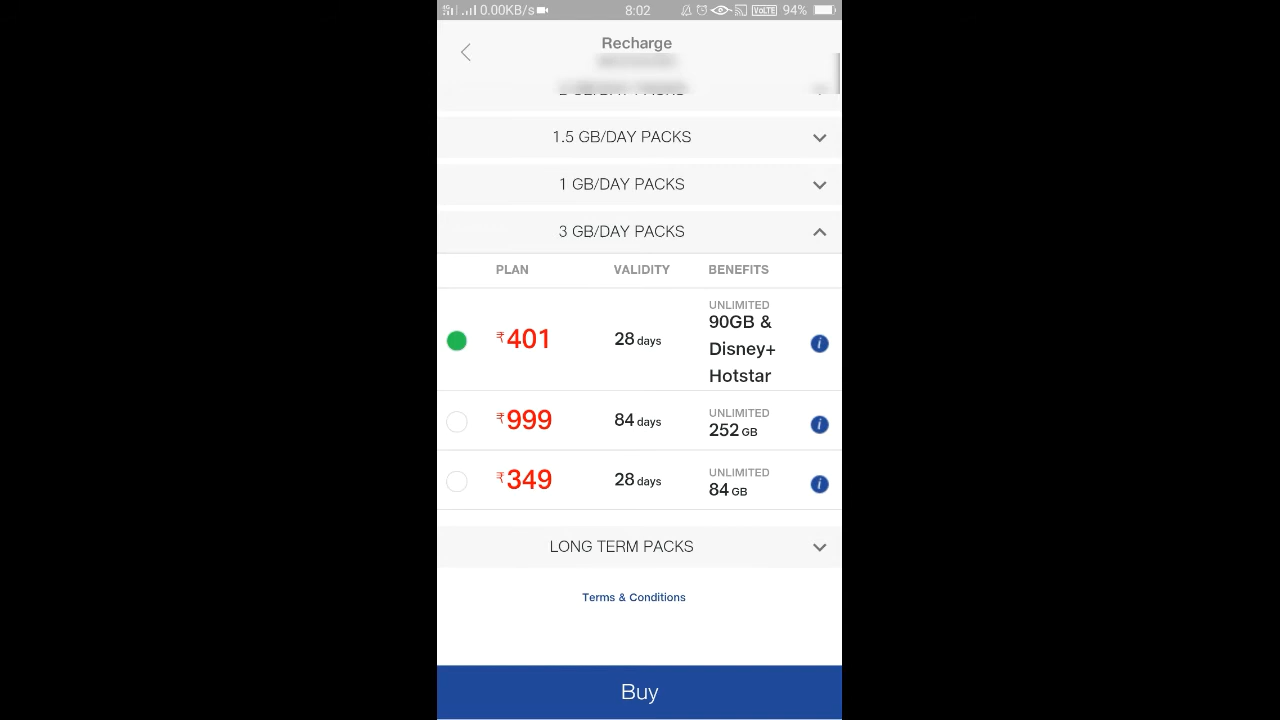 0.00KB/s 8:02 VoLTE 94%
Recharge
1.5 GB/DAY PACKS
1 GB/DAY PACKS
3 GB/DAY PACKS
PLAN VALIDITY BENEFITS
UNLIMITED
90GB &
₹401 28 days Disney+
Hotstar
UNLIMITED
₹999 84 days 252 GB
UNLIMITED
₹349 28 days 84 GB
LONG TERM PACKS
Terms & Conditions
Buy